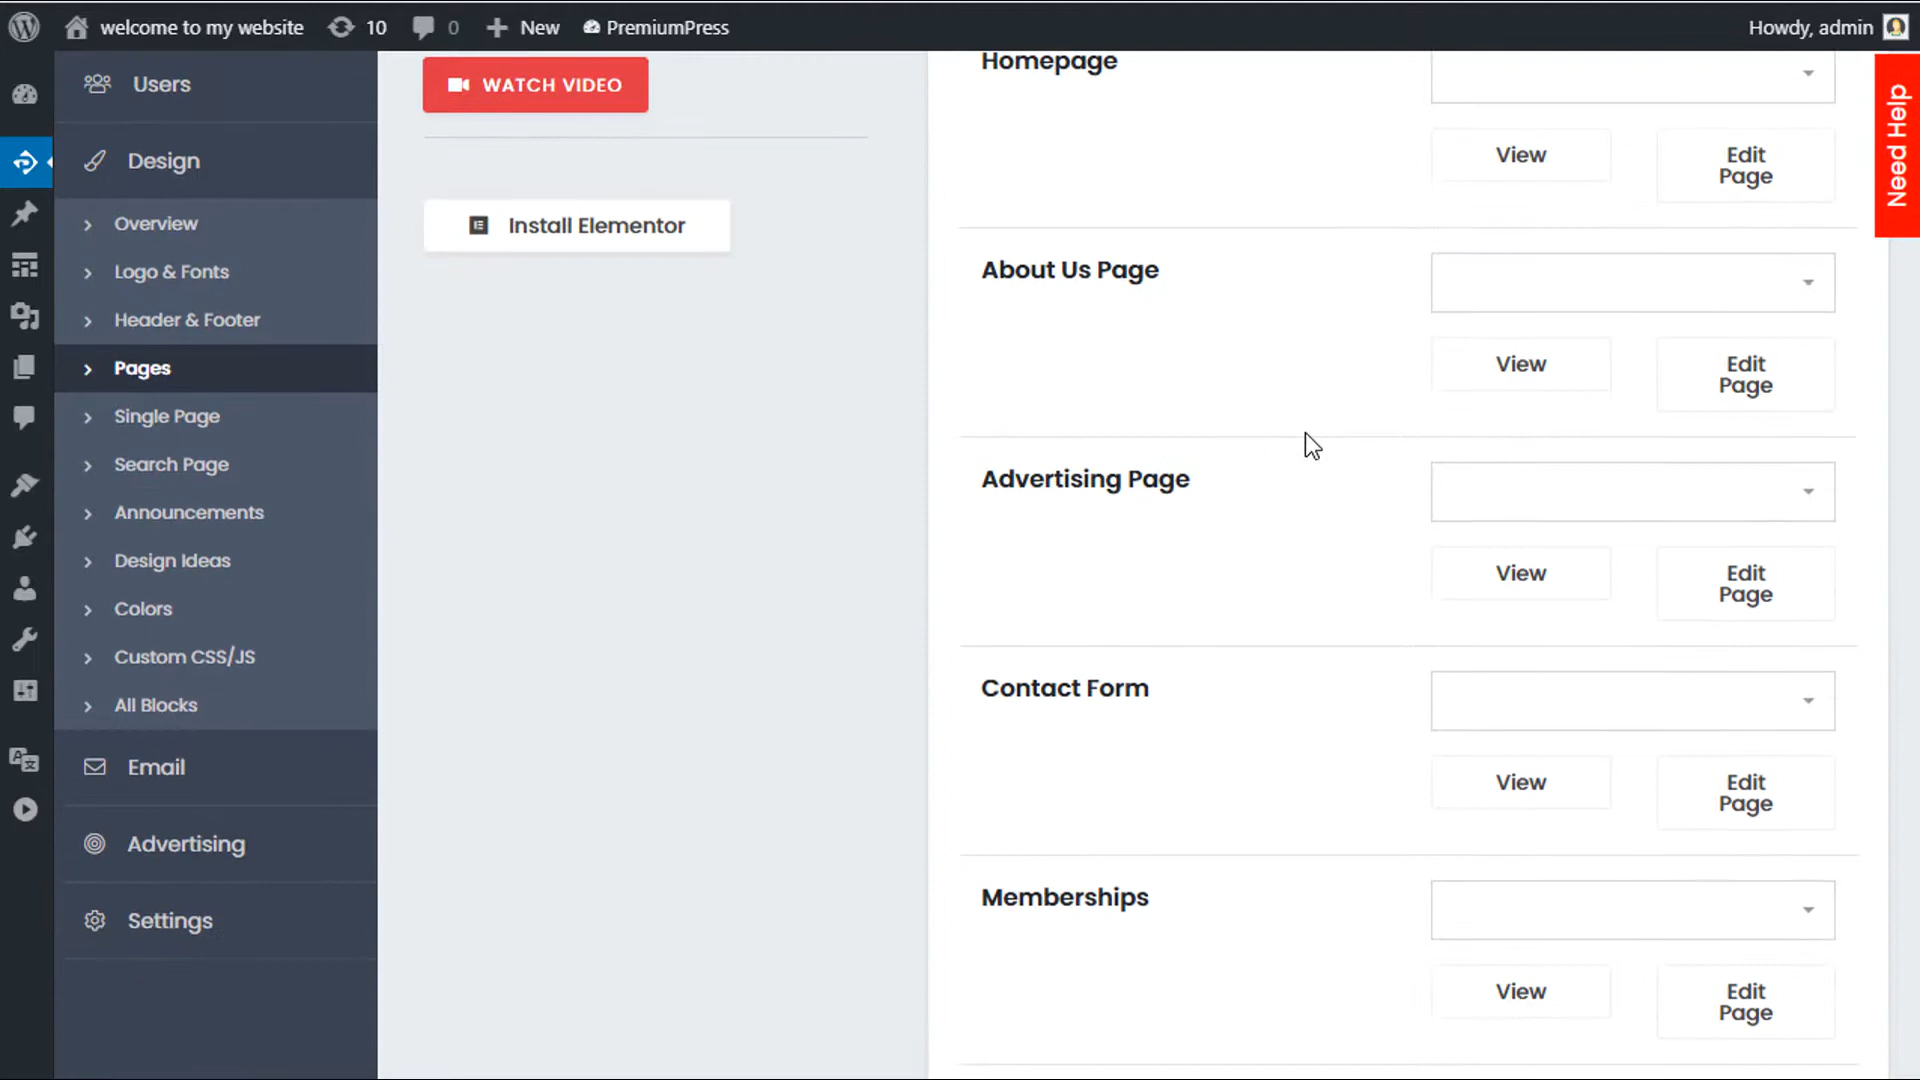 welcome to my website 10 0 New PremiumPress Howdy, admin
Users
Design
Overview
Logo & Fonts
Header & Footer
Pages
Single Page
Search Page
Announcements
Design Ideas
Colors
Custom CSS/JS
All Blocks
Email
Advertising
Settings
WATCH VIDEO
Install Elementor
Homepage
View
Edit
Page
About Us Page
View
Edit
Page
Advertising Page
View
Edit
Page
Contact Form
View
Edit
Page
Memberships
View
Edit
Page
Need Help